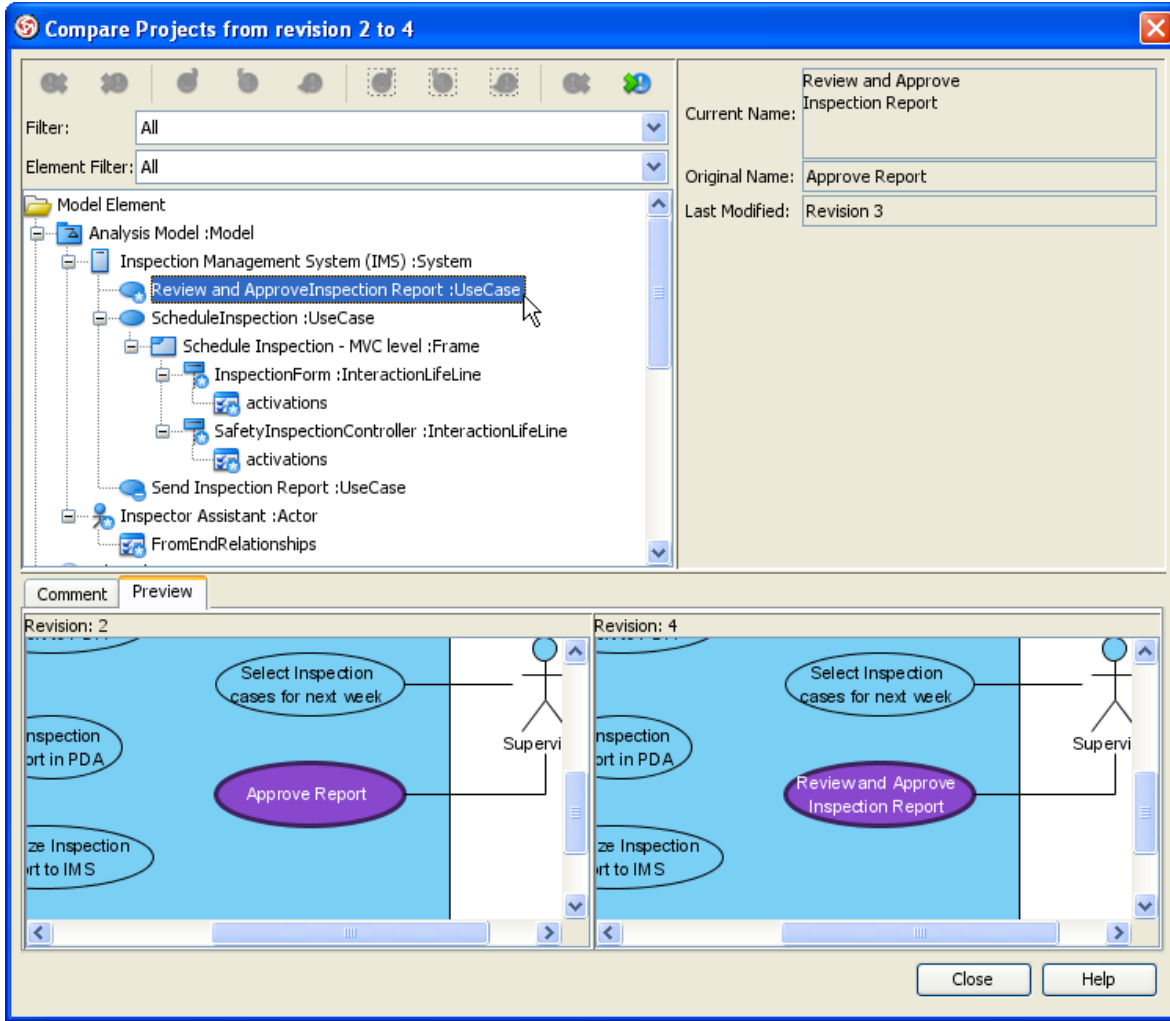 Compare Projects from revision 2 to 4
Filter:
All
Element Filter:
All
Model Element
Analysis Model :Model
Inspection Management System (IMS) :System
Review and ApproveInspection Report :UseCase
ScheduleInspection :UseCase
Schedule Inspection - MVC level :Frame
InspectionForm :InteractionLifeLine
activations
SafetyInspectionController :InteractionLifeLine
activations
Send Inspection Report :UseCase
Inspector Assistant :Actor
FromEndRelationships
Current Name:
Review and Approve
Inspection Report
Original Name:
Approve Report
Last Modified:
Revision 3
Comment
Preview
Revision: 2
Select Inspection
cases for next week
nspection
ort in PDA
Supervi
Approve Report
ze Inspection
rt to IMS
Revision: 4
Select Inspection
cases for next week
nspection
ort in PDA
Supervi
Review and Approve
Inspection Report
ze Inspection
rt to IMS
Close
Help